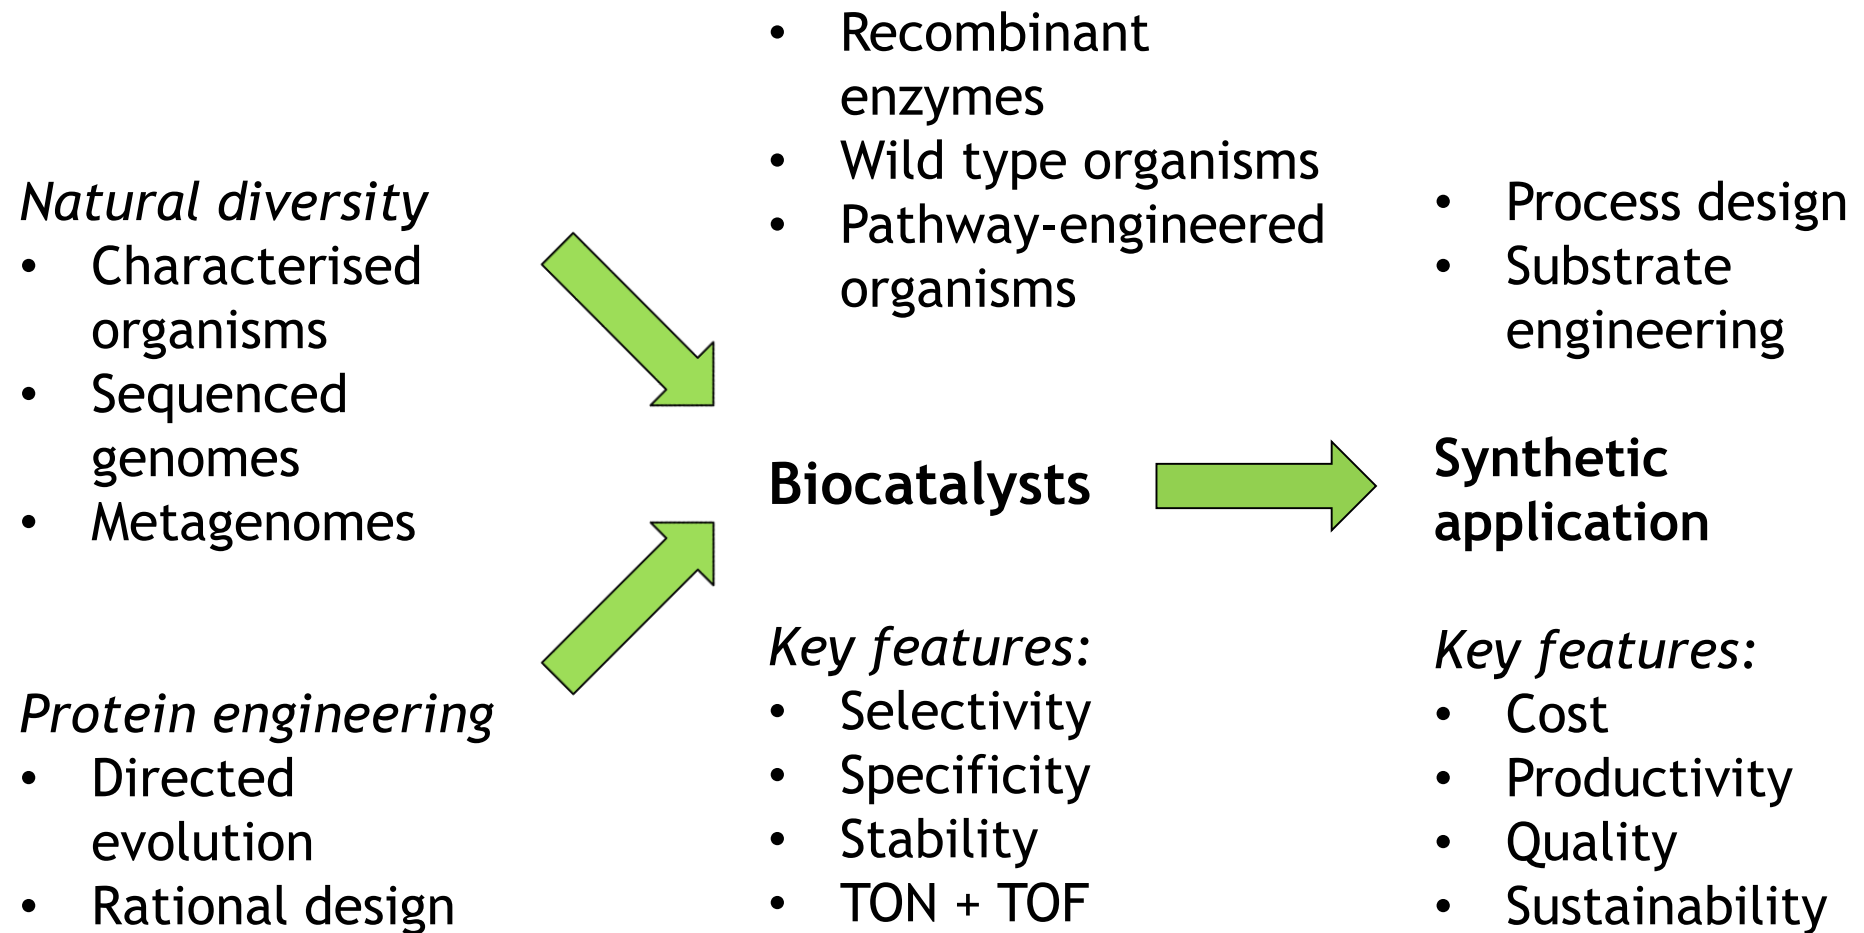 Natural diversity
• Characterised
organisms
• Sequenced
genomes
• Metagenomes
Protein engineering
• Directed
evolution
• Rational design
• Recombinant
enzymes
• Wild type organisms
• Pathway-engineered
organisms
Biocatalysts
Key features:
• Selectivity
• Specificity
• Stability
• TON + TOF
• Process design
• Substrate
engineering
Synthetic
application
Key features:
• Cost
• Productivity
• Quality
• Sustainability